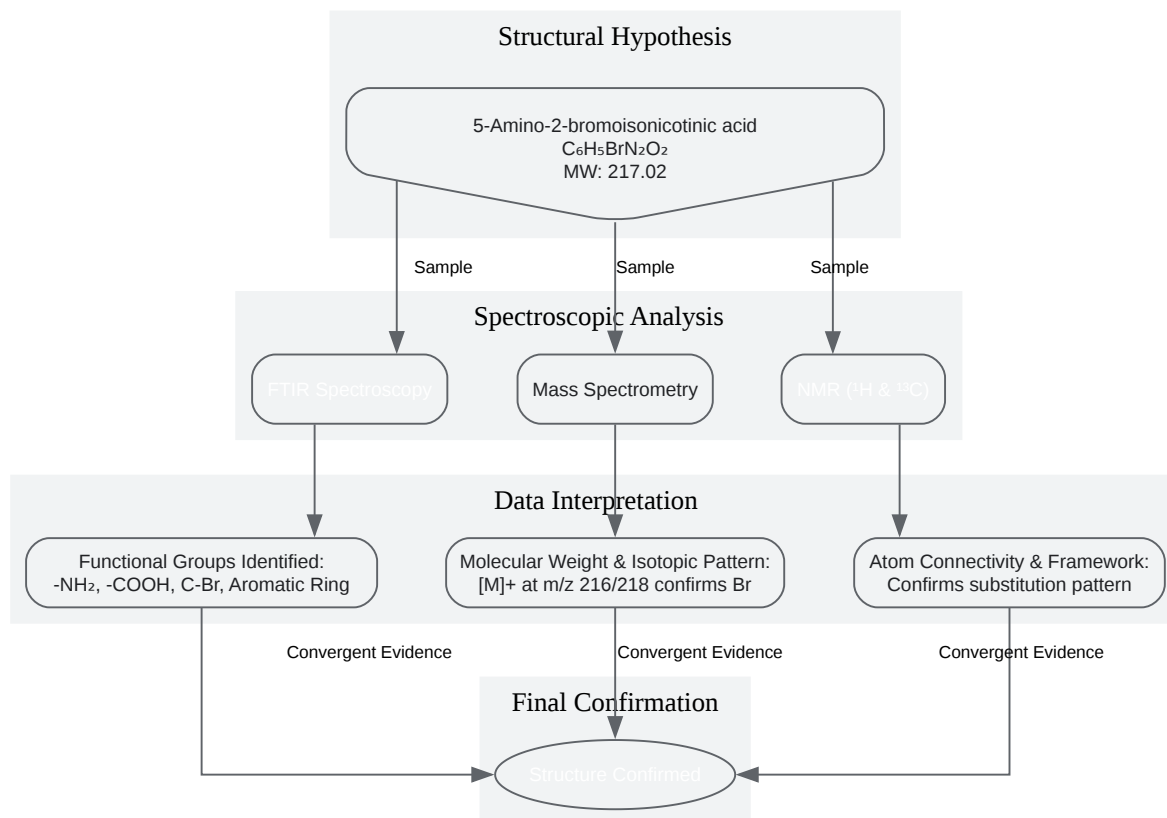 Structural Hypothesis
5-Amino-2-bromoisonicotinic acid
C₆H₅BrN₂O₂
MW: 217.02
Sample
Sample
Sample
Spectroscopic Analysis
FTIR Spectroscopy
Mass Spectrometry
NMR (¹H & ¹³C)
Data Interpretation
Functional Groups Identified:
-NH₂, -COOH, C-Br, Aromatic Ring
Molecular Weight & Isotopic Pattern:
[M]+ at m/z 216/218 confirms Br
Atom Connectivity & Framework:
Confirms substitution pattern
Convergent Evidence
Convergent Evidence
Convergent Evidence
Final Confirmation
Structure Confirmed